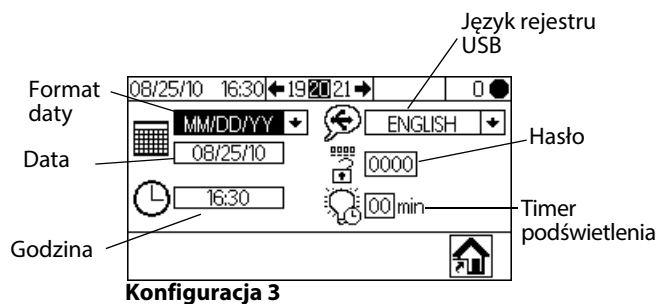 Język rejestru
USB
Format
daty
08/25/10 16:30 19 20 21 0
MM/DD/YY ENGLISH
Data
08/25/10
0000
Hasło
16:30
00 min
Timer
podświetlenia
Godzina
Konfiguracja 3